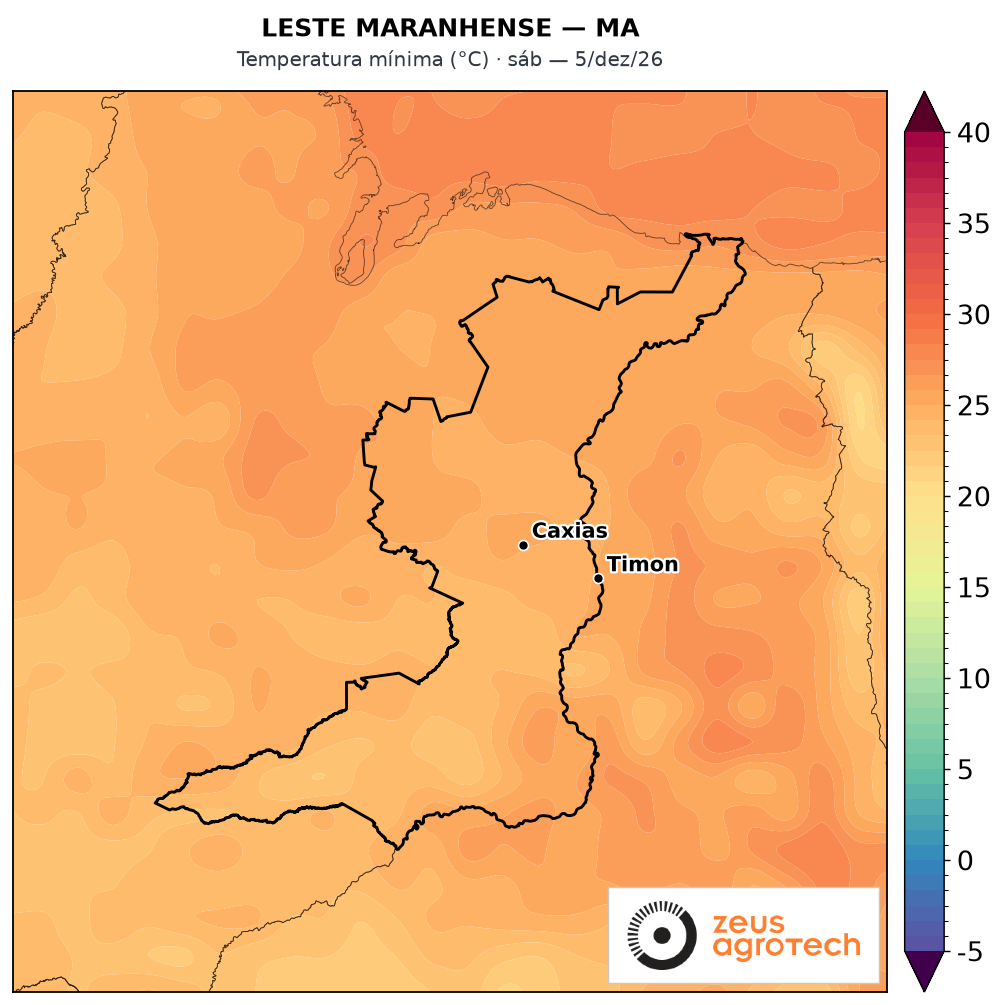 LESTE MARANHENSE — MA
Temperatura mínima (°C) · sáb — 5/dez/26
40
35
30
25
20
15
10
5
0
-5
Caxias
Timon
zeus
agrotech